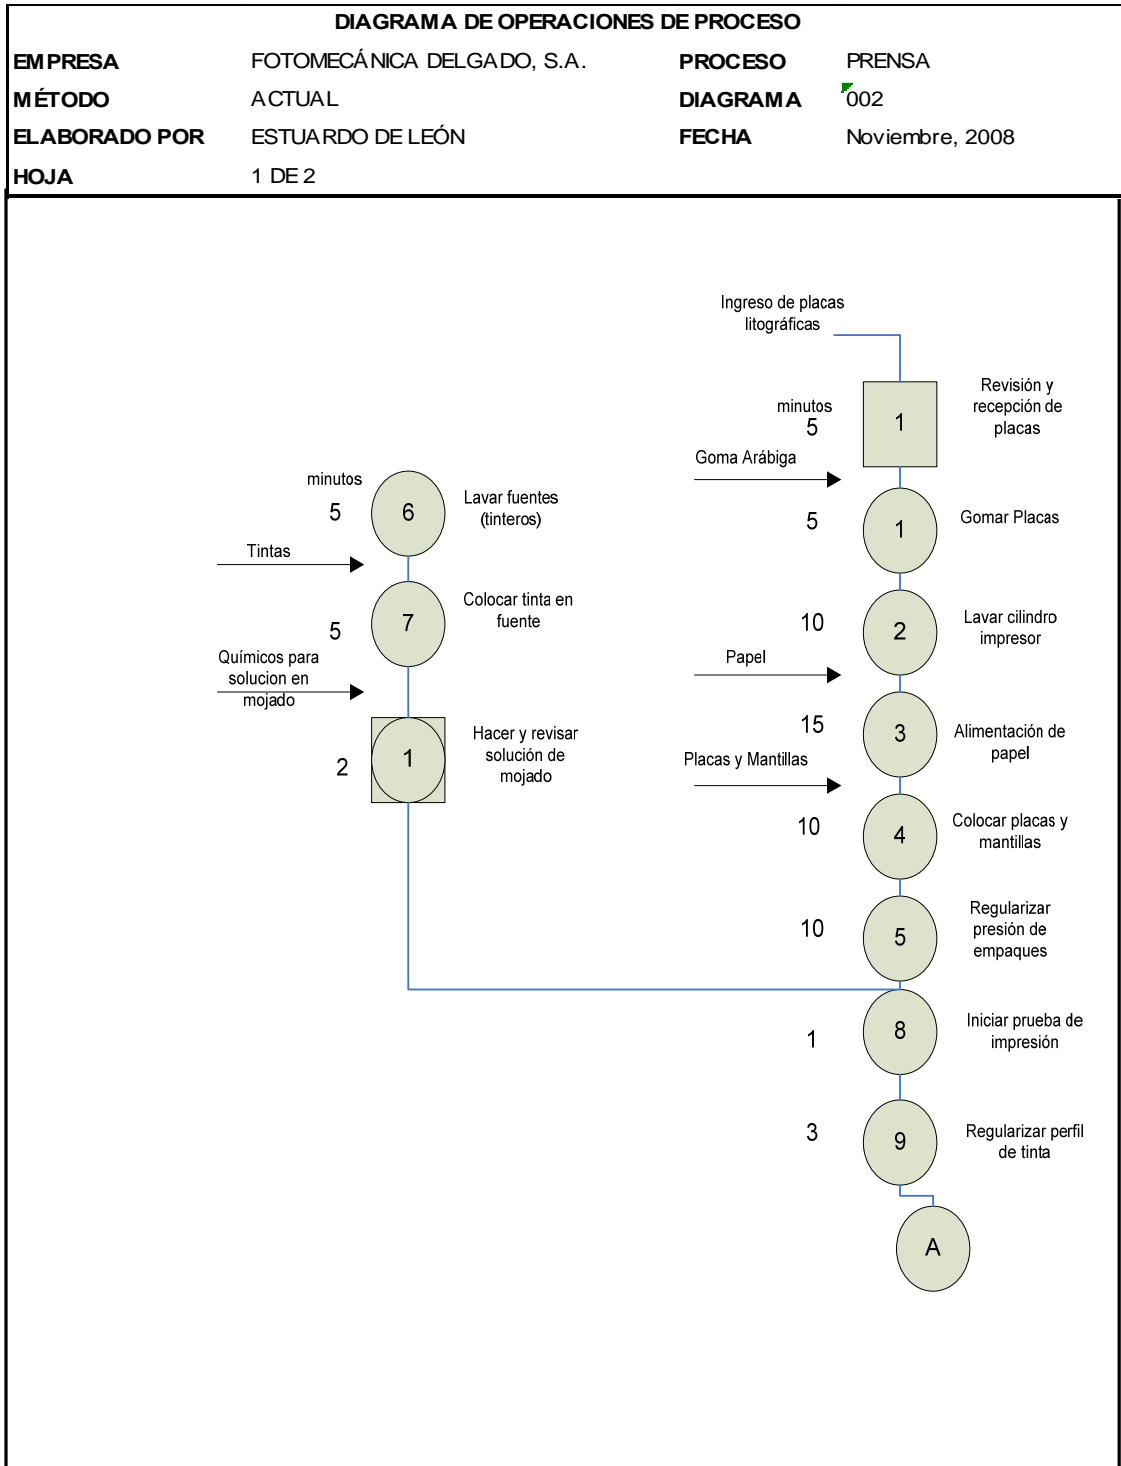 DIAGRAMA DE OPERACIONES DE PROCESO
EMPRESA FOTOMECÁNICA DELGADO, S.A. PROCESO PRENSA
MÉTODO ACTUAL DIAGRAMA 002
ELABORADO POR ESTUARDO DE LEÓN FECHA Noviembre, 2008
HOJA 1 DE 2
Ingreso de placas
litográficas
minutos
5
1
Revisión y
recepción de
placas
Goma Arábiga
5
1
Gomar Placas
10
2
Lavar cilindro
impresor
Papel
15
3
Alimentación de
papel
Placas y Mantillas
10
4
Colocar placas y
mantillas
10
5
Regularizar
presión de
empaques
minutos
5
6
Lavar fuentes
(tinteros)
Tintas
5
7
Colocar tinta en
fuente
Químicos para
solucion en
mojado
2
1
Hacer y revisar
solución de
mojado
1
8
Iniciar prueba de
impresión
3
9
Regularizar perfil
de tinta
A